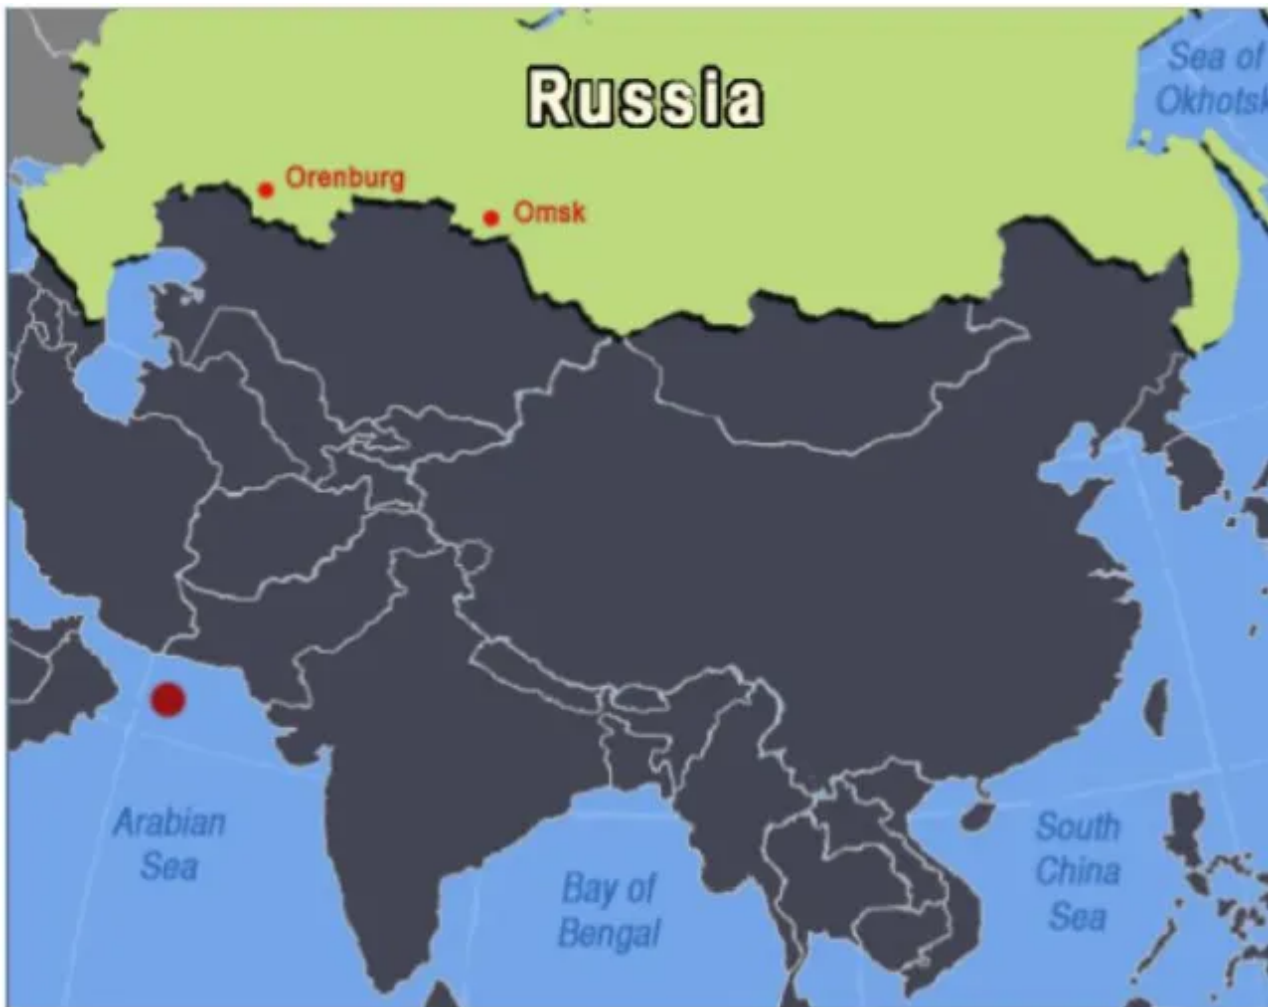 Sea of
Okhotsk
Russia
Orenburg
Omsk
Arabian
Sea
South
China
Sea
Bay of
Bengal